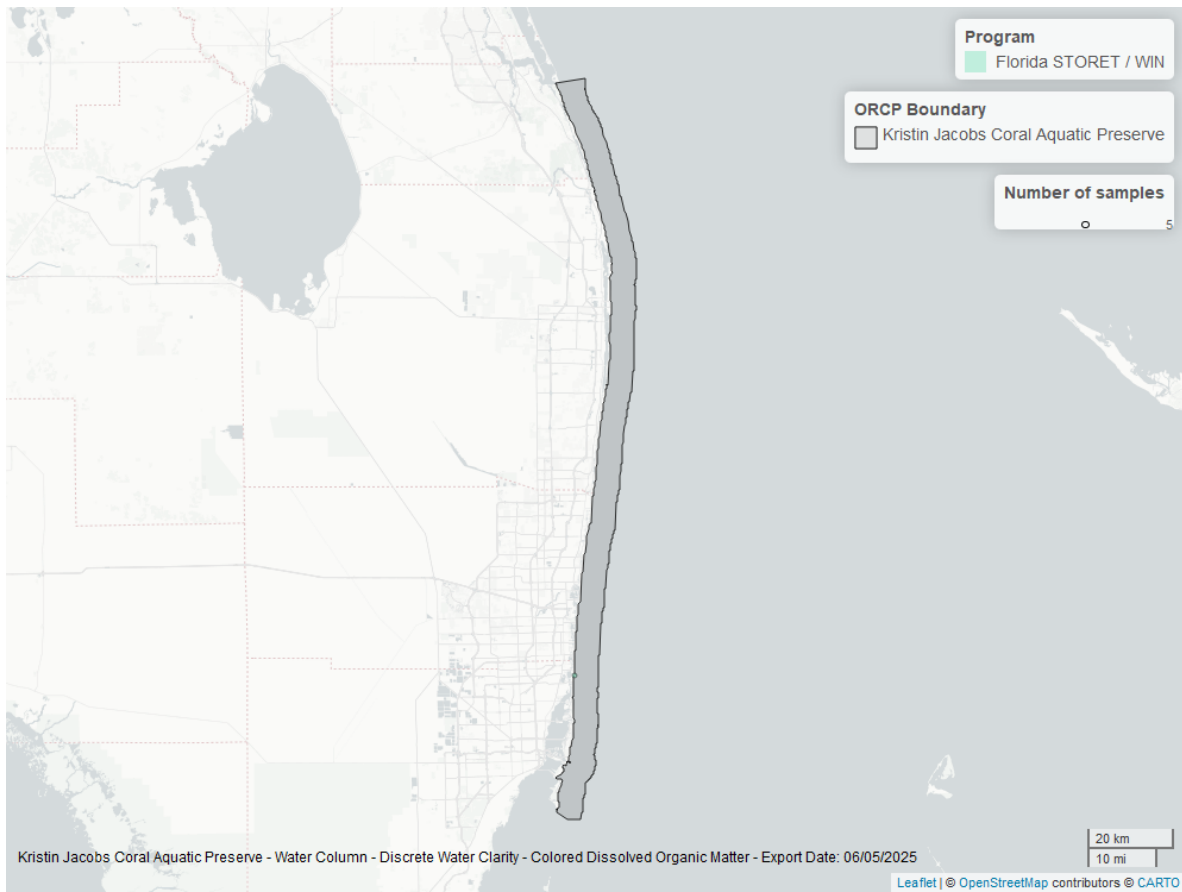 Program
Florida STORET / WIN
ORCP Boundary
Kristin Jacobs Coral Aquatic Preserve
Number of samples
5
20 km
10 mi
Kristin Jacobs Coral Aquatic Preserve - Water Column - Discrete Water Clarity - Colored Dissolved Organic Matter - Export Date: 06/05/2025
Leaflet | © OpenStreetMap contributors © CARTO